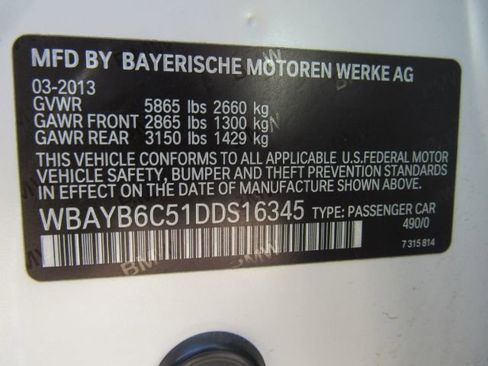 MFD BY BAYERISCHE MOTOREN WERKE AG
03-2013
GVWR 5865 lbs 2660 kg
GAWR FRONT 2865 lbs 1300 kg
GAWR REAR 3150 lbs 1429 kg
THIS VEHICLE CONFORMS TO ALL APPLICABLE U.S.FEDERAL MOTOR
VEHICLE SAFETY, BUMPER AND THEFT PREVENTION STANDARDS
IN EFFECT ON THE DATE OF MANUFACTURE SHOWN ABOVE.
WBAYB6C51DDS16345 TYPE: PASSENGER CAR
490/0
7 315 814